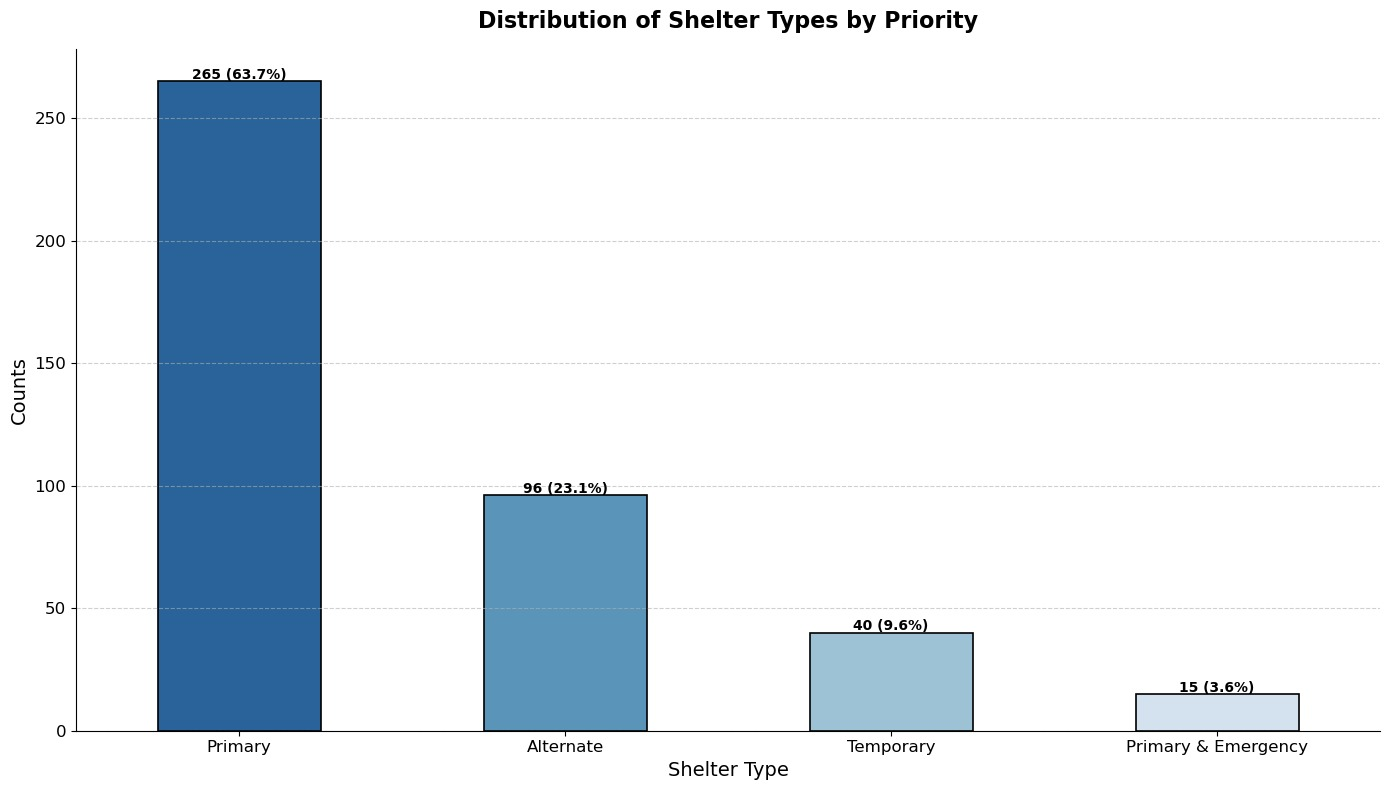 Distribution of Shelter Types by Priority
265 (63.7%)
250
200
150
100
50
0
Counts
96 (23.1%)
40 (9.6%)
15 (3.6%)
Primary
Alternate
Temporary
Primary & Emergency
Shelter Type